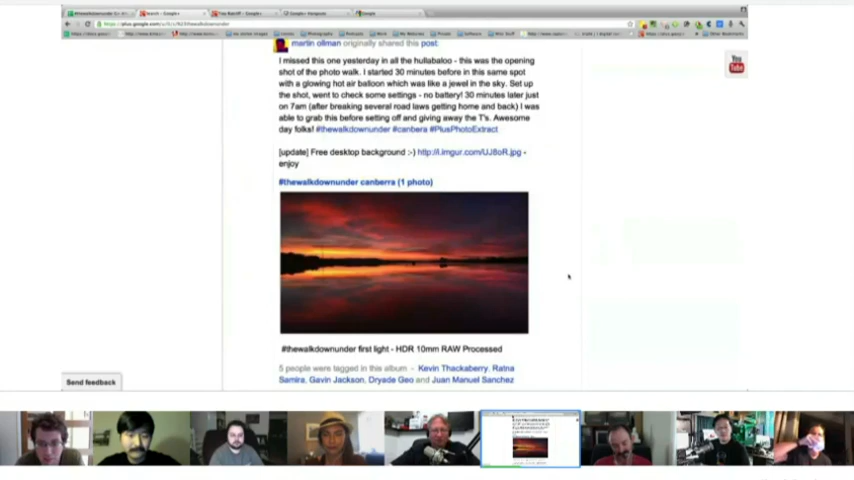 martin ollman originally shared this post:
I missed this one yesterday in all the hullabaloo - this was the opening
shot of the photo walk. I started 30 minutes before in this same spot
with a glowing hot air balloon which was like a jewel in the sky. Set up
the shot, went to check some settings - no battery! 30 minutes later just
on 7am (after breaking several road laws getting home and back) I was
able to grab this before setting off and giving away the T's. Awesome
day folks! #thewalkdownunder #canbera #PlusPhotoExtract
[update] Free desktop background :-) http://i.imgur.com/UJ8oR.jpg -
enjoy
#thewalkdownunder canberra (1 photo)
#thewalkdownunder first light - HDR 10mm RAW Processed
5 people were tagged in this album - Kevin Thackaberry, Ratna
Samira, Gavin Jackson, Dryade Geo and Juan Manuel Sanchez
Send feedback
You
Tube